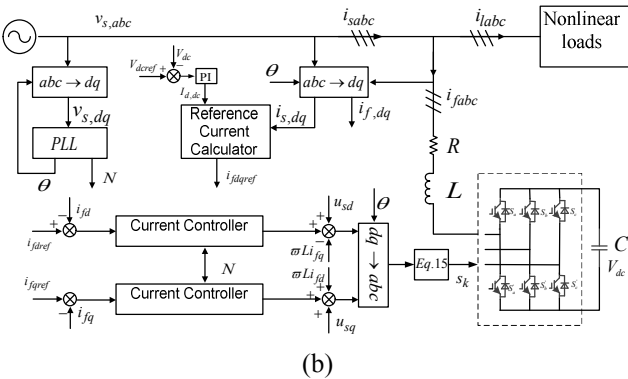 v_{s,abc}
i_{sabc}
i_{labc}
Nonlinear loads
V_{dc}
V_{dcref} + −
PI
I_{d,dc}
θ
abc → dq
abc → dq
i_{fabc}
v_{s,dq}
i_{s,dq}
i_{f,dq}
Reference
Current
Calculator
PLL
R
θ
N
i_{fdqref}
L
i_{fd}
− +
i_{fdref}
Current Controller
u_{sd}
+ + −
ϖLi_{fq}
θ
dq → abc
Eq.15
s_k
C
V_{dc}
N
ϖLi_{fd}
i_{fqref}
+ −
i_{fq}
Current Controller
+ + +
u_{sq}
(b)